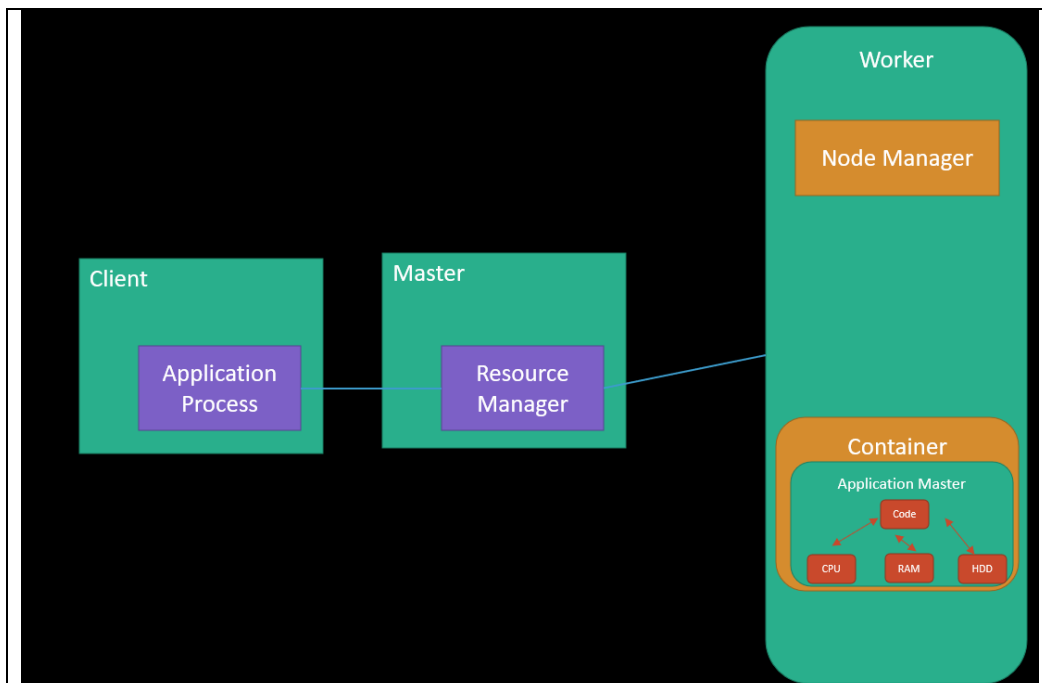 Client
Application
Process
Master
Resource
Manager
Worker
Node Manager
Container
Application Master
Code
CPU
RAM
HDD